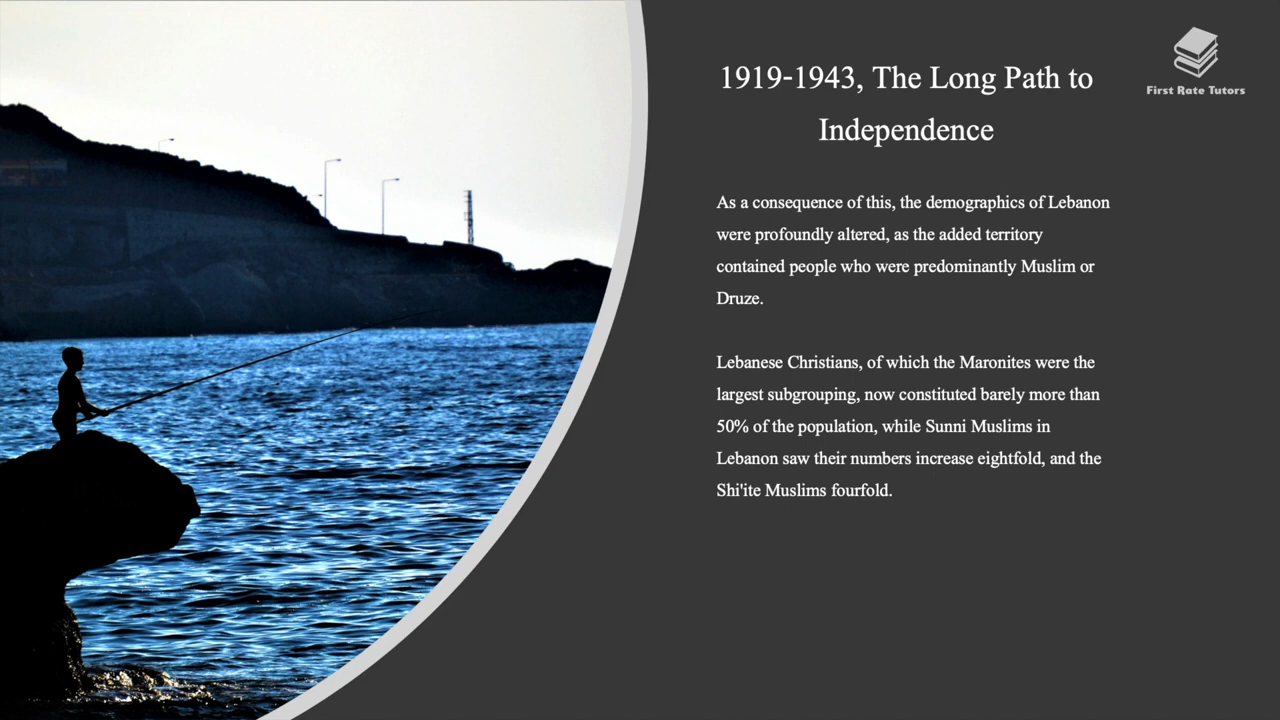 1919-1943, The Long Path to
Independence
First Rate Tutors
As a consequence of this, the demographics of Lebanon
were profoundly altered, as the added territory
contained people who were predominantly Muslim or
Druze.
Lebanese Christians, of which the Maronites were the
largest subgrouping, now constituted barely more than
50% of the population, while Sunni Muslims in
Lebanon saw their numbers increase eightfold, and the
Shi'ite Muslims fourfold.